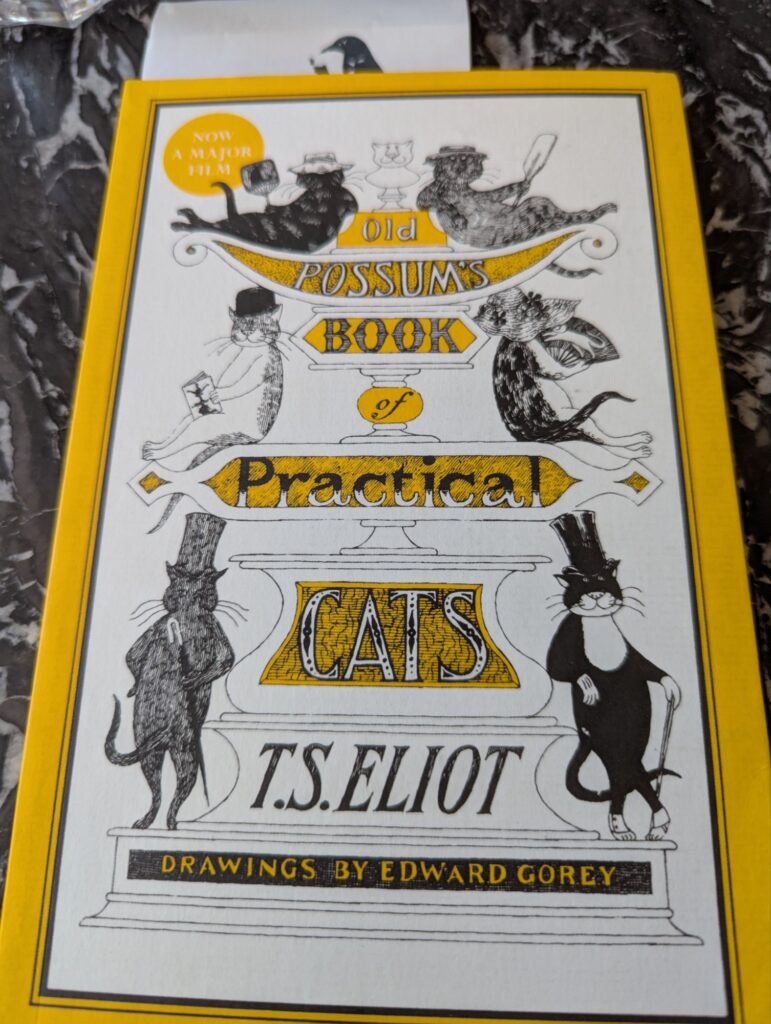 NOW
A MAJOR
FILM
Old
POSSUM'S
BOOK
of
Practical
CATS
T.S. ELIOT
DRAWINGS BY EDWARD GOREY